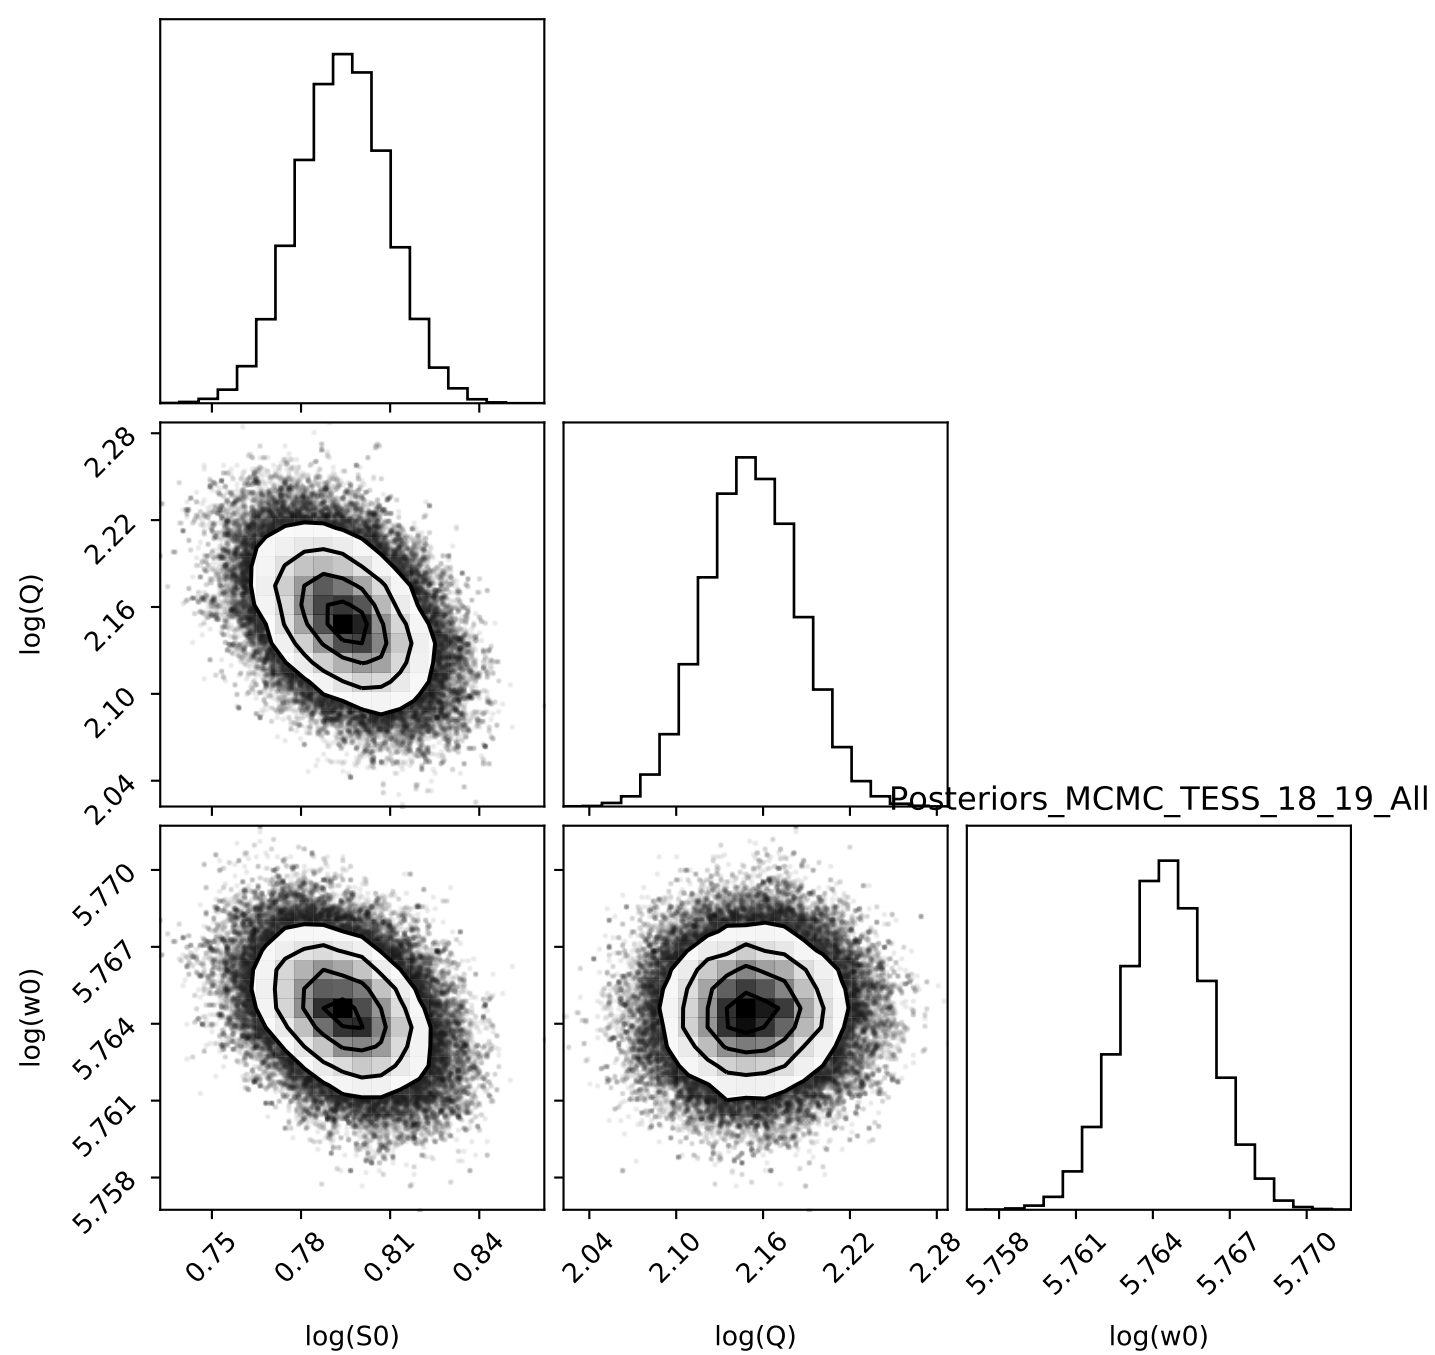 2.28
2.22
2.16
2.10
2.04
log(Q)
Posteriors_MCMC_TESS_18_19_All
5.770
5.767
5.764
5.761
5.758
log(w0)
0.75 0.78 0.81 0.84 2.04 2.10 2.16 2.22 2.28 5.758 5.761 5.764 5.767 5.770
log(S0) log(Q) log(w0)